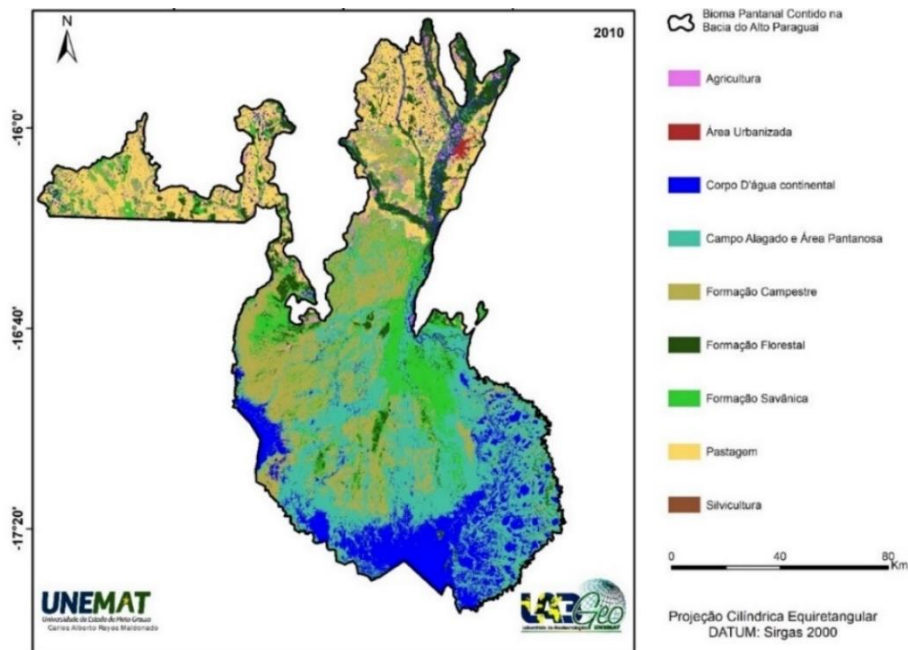 N
2010
-16°0'
-16°40'
-17°20'
UNEMAT
Universidade do Estado de Mato Grosso
Carlos Alberto Reyes Maldonado
Geo
Bioma Pantanal Contido na
Bacia do Alto Paraguai
Agricultura
Área Urbanizada
Corpo D'água continental
Campo Alagado e Área Pantanosa
Formação Campestre
Formação Florestal
Formação Savânica
Pastagem
Silvicultura
0 40 80
Km
Projeção Cilíndrica Equiretangular
DATUM: Sirgas 2000